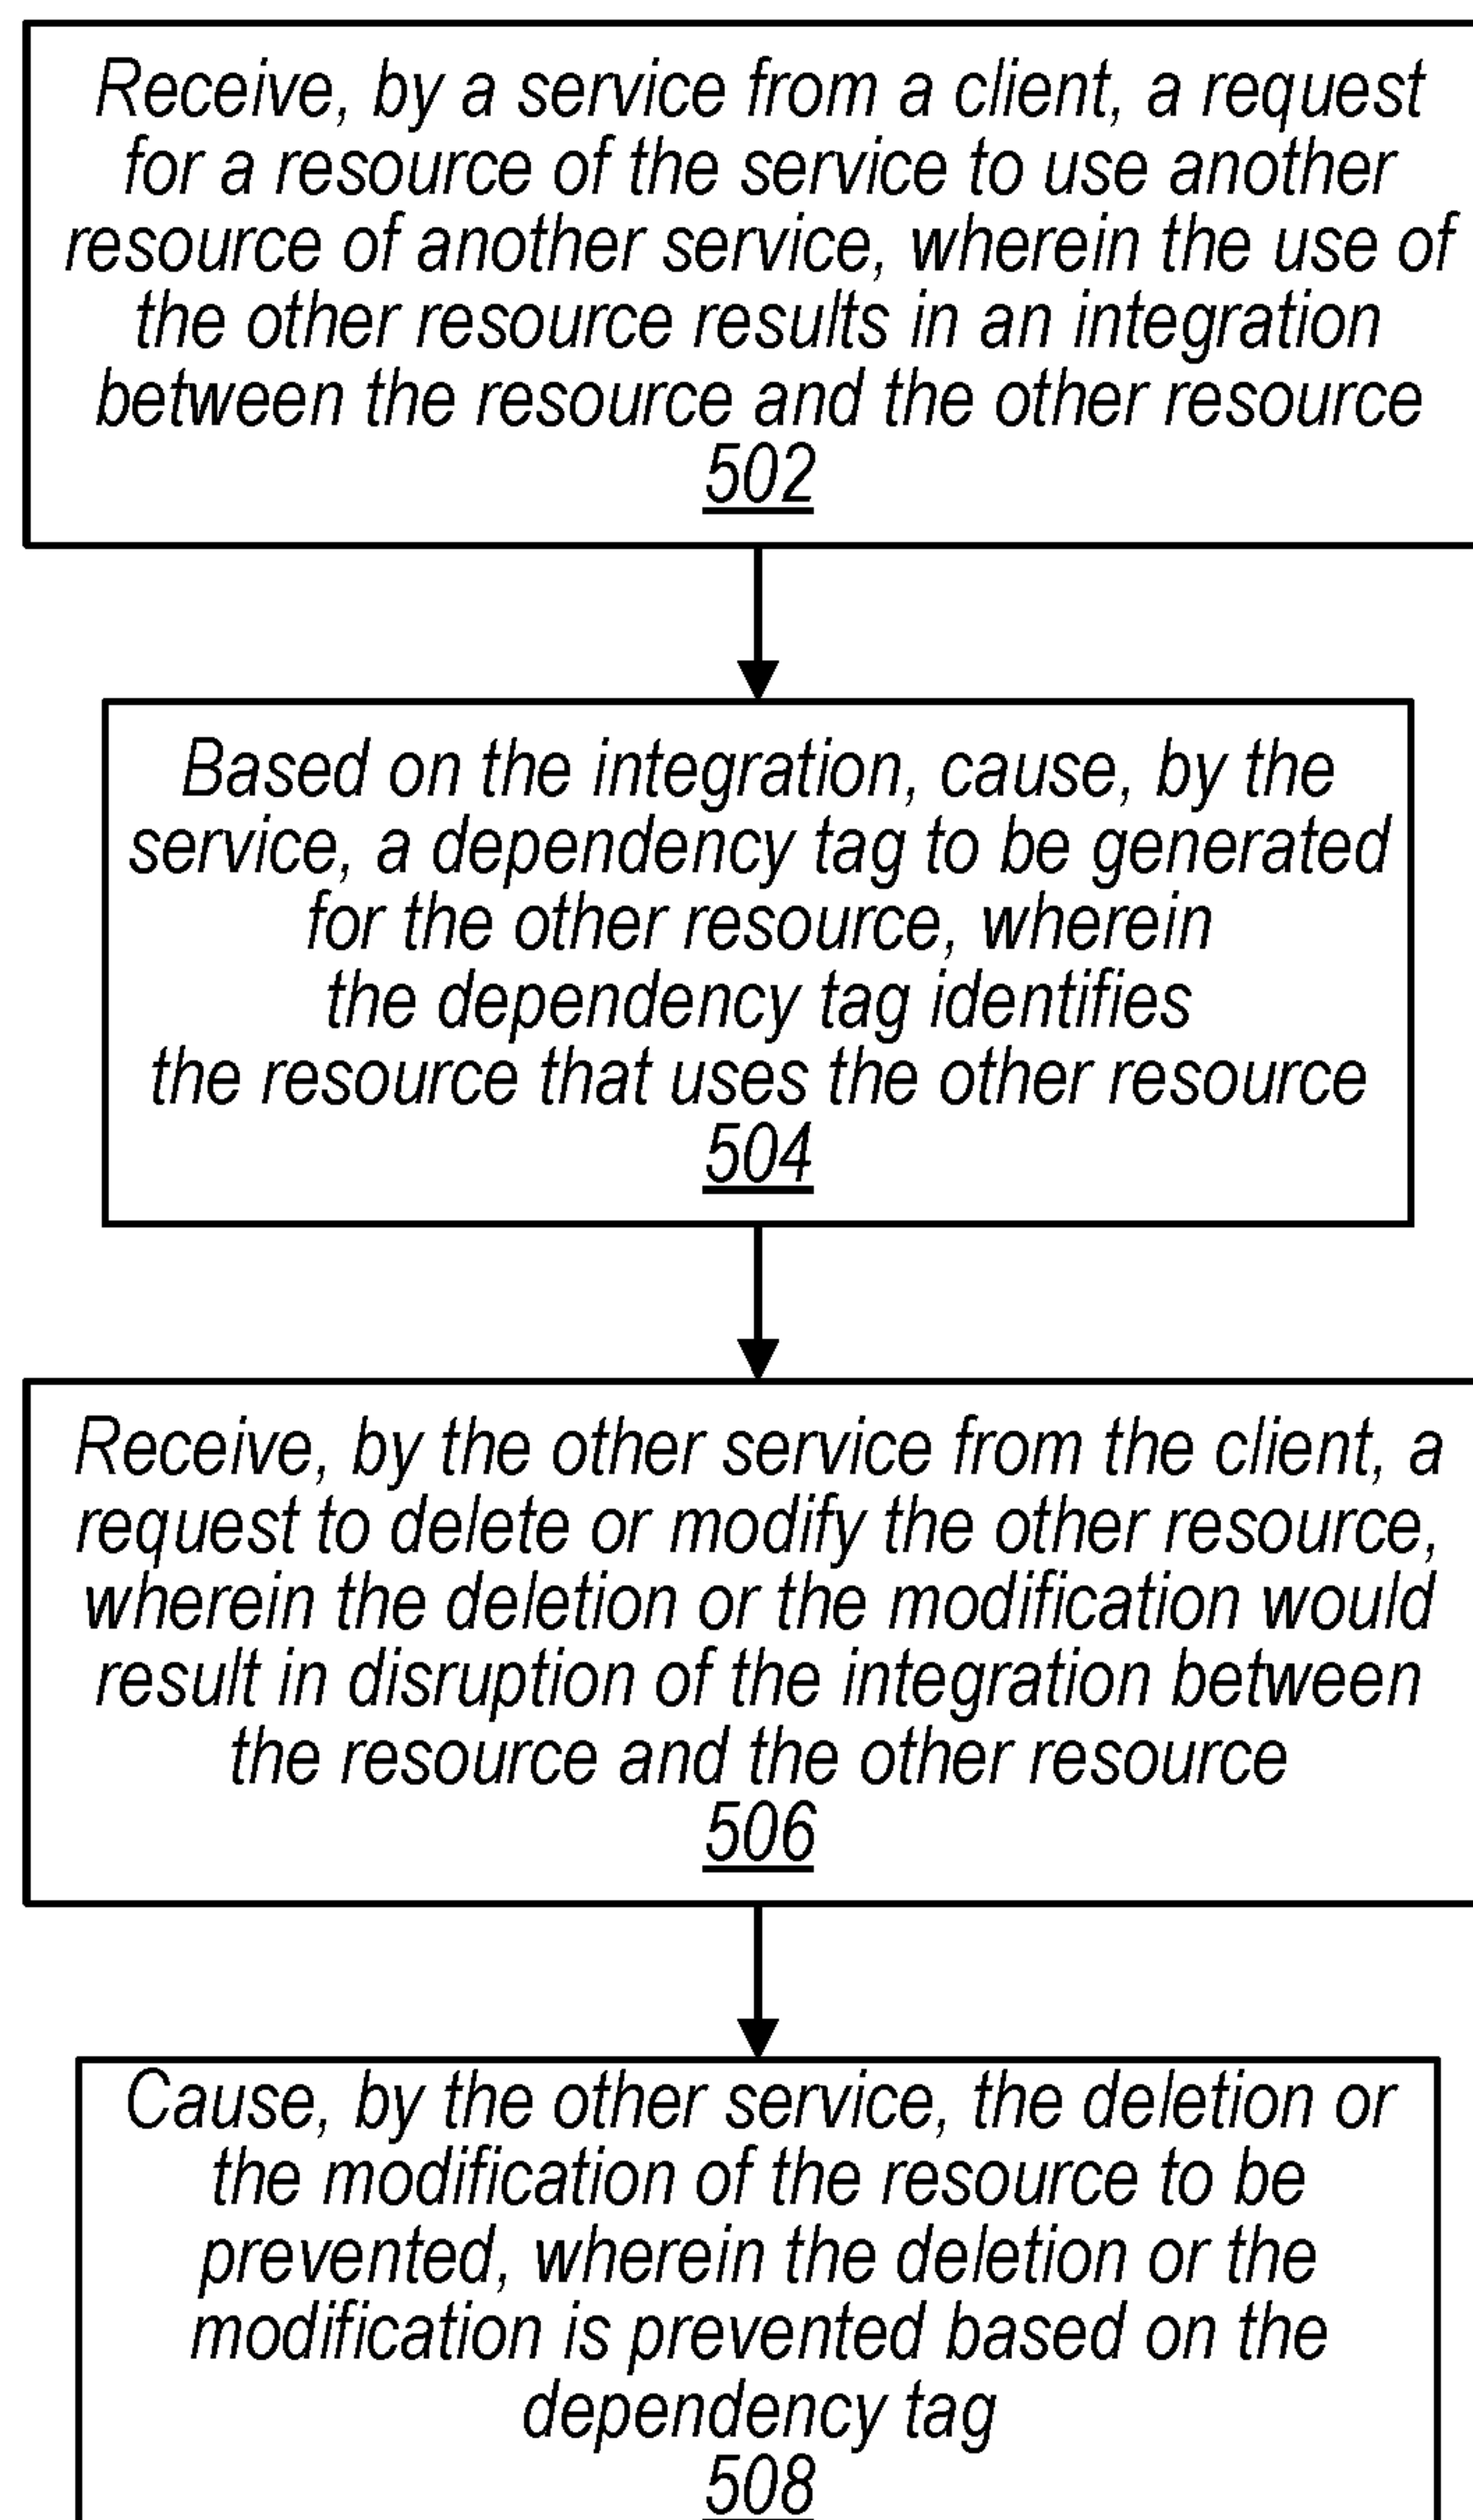 Receive, by a service from a client, a request
for a resource of the service to use another
resource of another service, wherein the use of
the other resource results in an integration
between the resource and the other resource
502
Based on the integration, cause, by the
service, a dependency tag to be generated
for the other resource, wherein
the dependency tag identifies
the resource that uses the other resource
504
Receive, by the other service from the client, a
request to delete or modify the other resource,
wherein the deletion or the modification would
result in disruption of the integration between
the resource and the other resource
506
Cause, by the other service, the deletion or
the modification of the resource to be
prevented, wherein the deletion or the
modification is prevented based on the
dependency tag
508